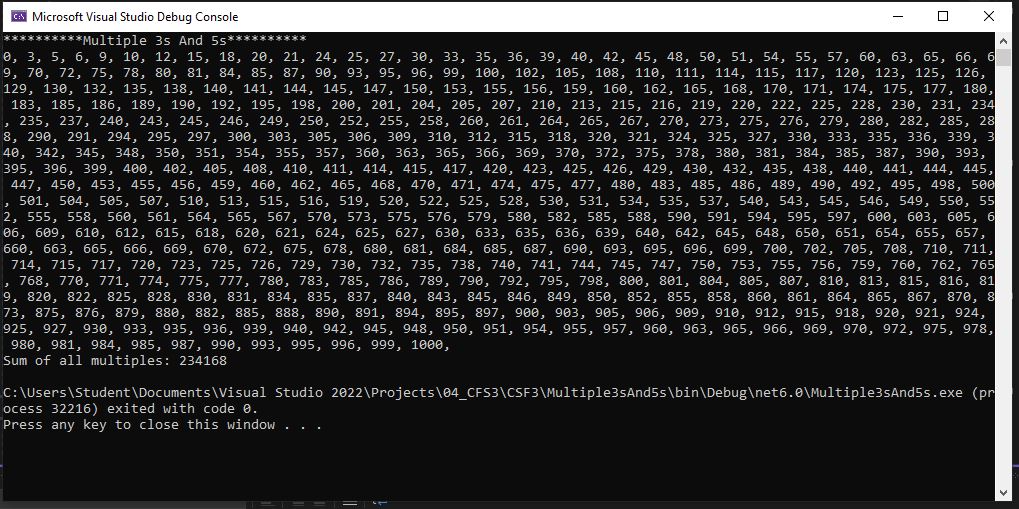 Microsoft Visual Studio Debug Console
**********Multiple 3s And 5s**********
0, 3, 5, 6, 9, 10, 12, 15, 18, 20, 21, 24, 25, 27, 30, 33, 35, 36, 39, 40, 42, 45, 48, 50, 51, 54, 55, 57, 60, 63, 65, 66, 6
9, 70, 72, 75, 78, 80, 81, 84, 85, 87, 90, 93, 95, 96, 99, 100, 102, 105, 108, 110, 111, 114, 115, 117, 120, 123, 125, 126,
129, 130, 132, 135, 138, 140, 141, 144, 145, 147, 150, 153, 155, 156, 159, 160, 162, 165, 168, 170, 171, 174, 175, 177, 180,
183, 185, 186, 189, 190, 192, 195, 198, 200, 201, 204, 205, 207, 210, 213, 215, 216, 219, 220, 222, 225, 228, 230, 231, 234
, 235, 237, 240, 243, 245, 246, 249, 250, 252, 255, 258, 260, 261, 264, 265, 267, 270, 273, 275, 276, 279, 280, 282, 285, 28
8, 290, 291, 294, 295, 297, 300, 303, 305, 306, 309, 310, 312, 315, 318, 320, 321, 324, 325, 327, 330, 333, 335, 336, 339, 3
40, 342, 345, 348, 350, 351, 354, 355, 357, 360, 363, 365, 366, 369, 370, 372, 375, 378, 380, 381, 384, 385, 387, 390, 393,
395, 396, 399, 400, 402, 405, 408, 410, 411, 414, 415, 417, 420, 423, 425, 426, 429, 430, 432, 435, 438, 440, 441, 444, 445,
447, 450, 453, 455, 456, 459, 460, 462, 465, 468, 470, 471, 474, 475, 477, 480, 483, 485, 486, 489, 490, 492, 495, 498, 500
, 501, 504, 505, 507, 510, 513, 515, 516, 519, 520, 522, 525, 528, 530, 531, 534, 535, 537, 540, 543, 545, 546, 549, 550, 55
2, 555, 558, 560, 561, 564, 565, 567, 570, 573, 575, 576, 579, 580, 582, 585, 588, 590, 591, 594, 595, 597, 600, 603, 605, 6
06, 609, 610, 612, 615, 618, 620, 621, 624, 625, 627, 630, 633, 635, 636, 639, 640, 642, 645, 648, 650, 651, 654, 655, 657,
660, 663, 665, 666, 669, 670, 672, 675, 678, 680, 681, 684, 685, 687, 690, 693, 695, 696, 699, 700, 702, 705, 708, 710, 711,
714, 715, 717, 720, 723, 725, 726, 729, 730, 732, 735, 738, 740, 741, 744, 745, 747, 750, 753, 755, 756, 759, 760, 762, 765
, 768, 770, 771, 774, 775, 777, 780, 783, 785, 786, 789, 790, 792, 795, 798, 800, 801, 804, 805, 807, 810, 813, 815, 816, 81
9, 820, 822, 825, 828, 830, 831, 834, 835, 837, 840, 843, 845, 846, 849, 850, 852, 855, 858, 860, 861, 864, 865, 867, 870, 8
73, 875, 876, 879, 880, 882, 885, 888, 890, 891, 894, 895, 897, 900, 903, 905, 906, 909, 910, 912, 915, 918, 920, 921, 924,
925, 927, 930, 933, 935, 936, 939, 940, 942, 945, 948, 950, 951, 954, 955, 957, 960, 963, 965, 966, 969, 970, 972, 975, 978,
980, 981, 984, 985, 987, 990, 993, 995, 996, 999, 1000,
Sum of all multiples: 234168
C:\Users\Student\Documents\Visual Studio 2022\Projects\04_CFS3\CSF3\Multiple3sAnd5s\bin\Debug\net6.0\Multiple3sAnd5s.exe (pr
ocess 32216) exited with code 0.
Press any key to close this window . . .